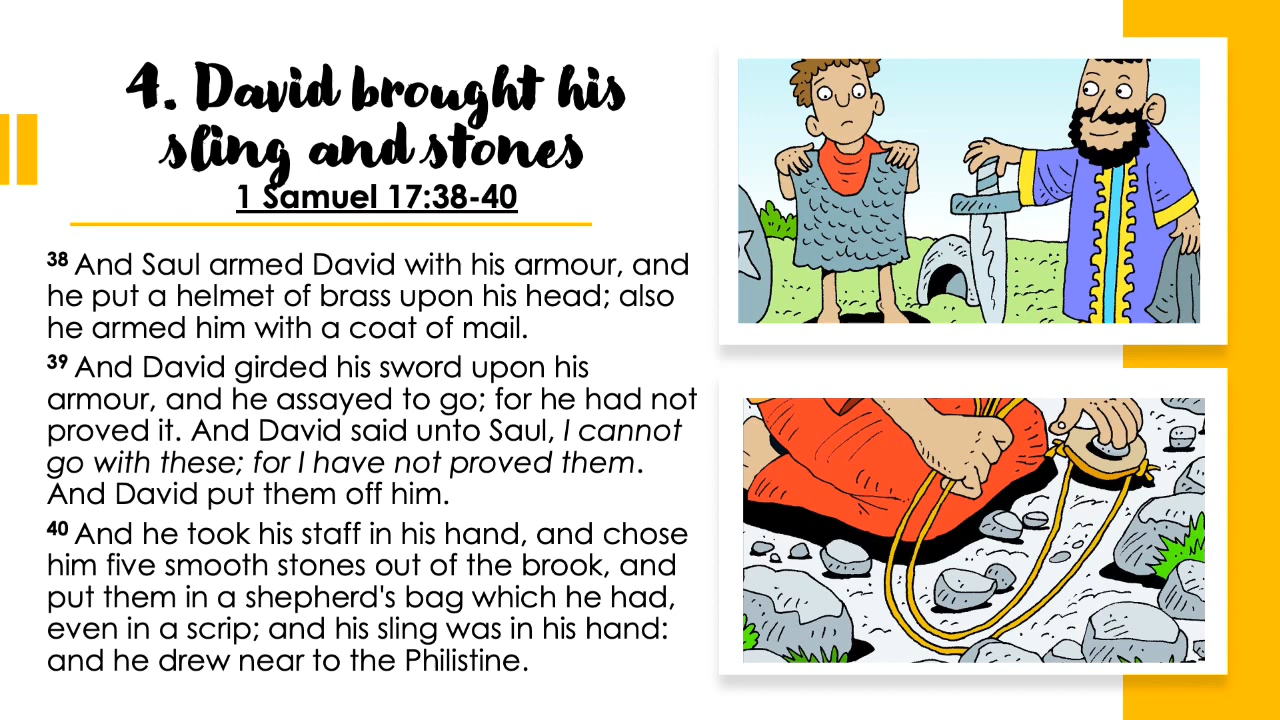 4. David brought his
sling and stones
1 Samuel 17:38-40
38 And Saul armed David with his armour, and
he put a helmet of brass upon his head; also
he armed him with a coat of mail.
39 And David girded his sword upon his
armour, and he assayed to go; for he had not
proved it. And David said unto Saul, I cannot
go with these; for I have not proved them.
And David put them off him.
40 And he took his staff in his hand, and chose
him five smooth stones out of the brook, and
put them in a shepherd's bag which he had,
even in a scrip; and his sling was in his hand:
and he drew near to the Philistine.